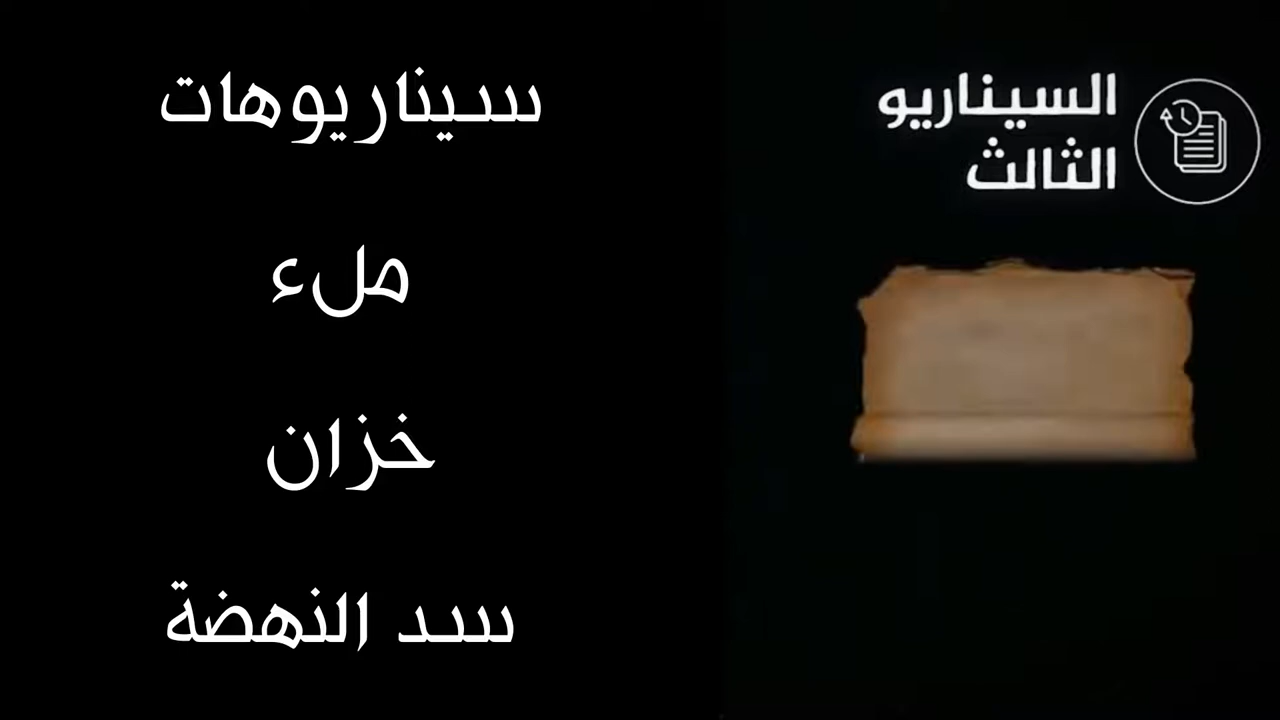 سيناريوهات
ملء
خزان
سد النهضة
السيناريو
الثالث